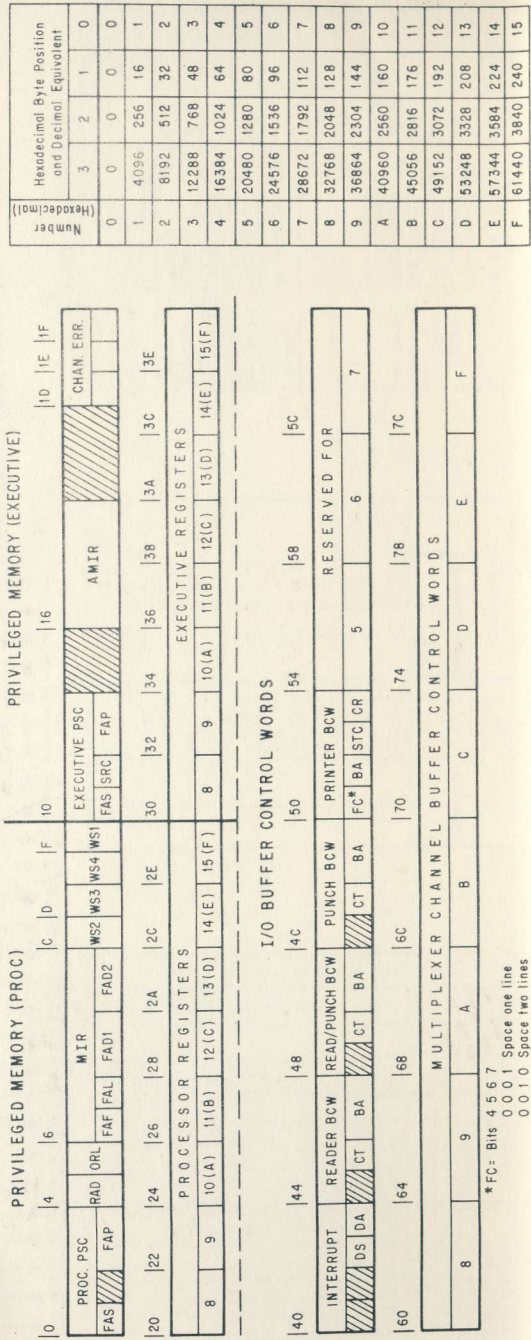 PRIVILEGED MEMORY (PROC)
PRIVILEGED MEMORY (EXECUTIVE)
0 4 6 C D F 10 16 1D 1E 1F
PROC. PSC MIR EXECUTIVE PSC AMIR CHAN. ERR.
RAD ORL WS2 WS3 WS4 WS1
FAS FAP FAF FAL FAD1 FAD2 FAS SRC FAP
20 22 24 26 28 2A 2C 2E 30 32 34 36 38 3A 3C 3E
PROCESSOR REGISTERS EXECUTIVE REGISTERS
8 9 10(A) 11(B) 12(C) 13(D) 14(E) 15(F) 8 9 10(A) 11(B) 12(C) 13(D) 14(E) 15(F)
I/O BUFFER CONTROL WORDS
40 44 48 4C 50 54 58 5C
INTERRUPT READER BCW READ/PUNCH BCW PUNCH BCW PRINTER BCW RESERVED FOR
DS DA CT BA CT BA CT BA FC* BA STC CR 5 6 7
60 64 68 6C 70 74 78 7C
MULTIPLEXER CHANNEL BUFFER CONTROL WORDS
8 9 A B C D E F
*FC= Bits 4 5 6 7
0 0 0 1 Space one line
0 0 1 0 Space two lines
Number (Hexadecimal)
Hexadecimal Byte Position
and Decimal Equivalent
3 2 1 0
0 0 0 0
1 4096 256 16 1
2 8192 512 32 2
3 12288 768 48 3
4 16384 1024 64 4
5 20480 1280 80 5
6 24576 1536 96 6
7 28672 1792 112 7
8 32768 2048 128 8
9 36864 2304 144 9
A 40960 2560 160 10
B 45056 2816 176 11
C 49152 3072 192 12
D 53248 3328 208 13
E 57344 3584 224 14
F 61440 3840 240 15